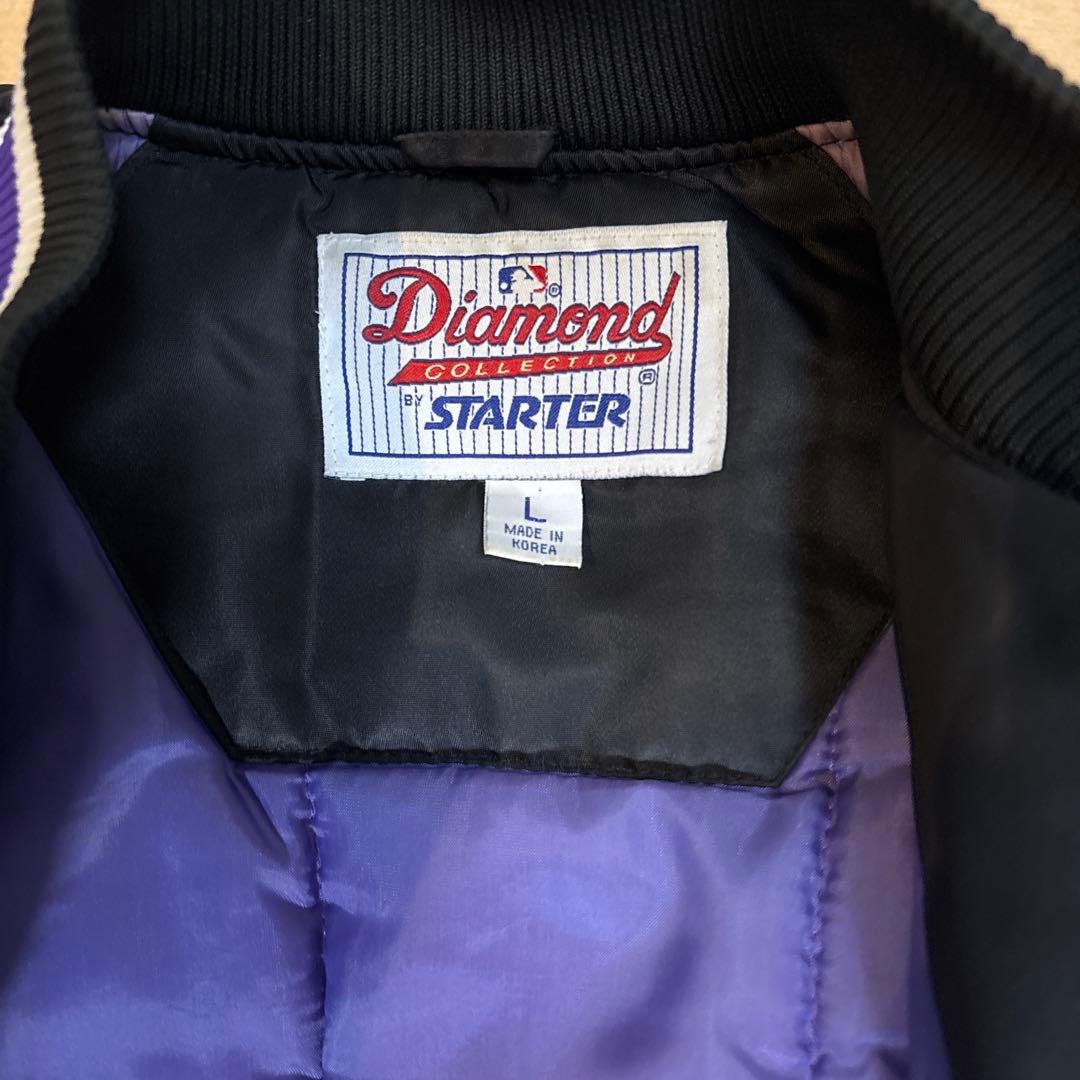 Diamond ®
COLLECTION ®
BY STARTER
L
MADE IN
KOREA